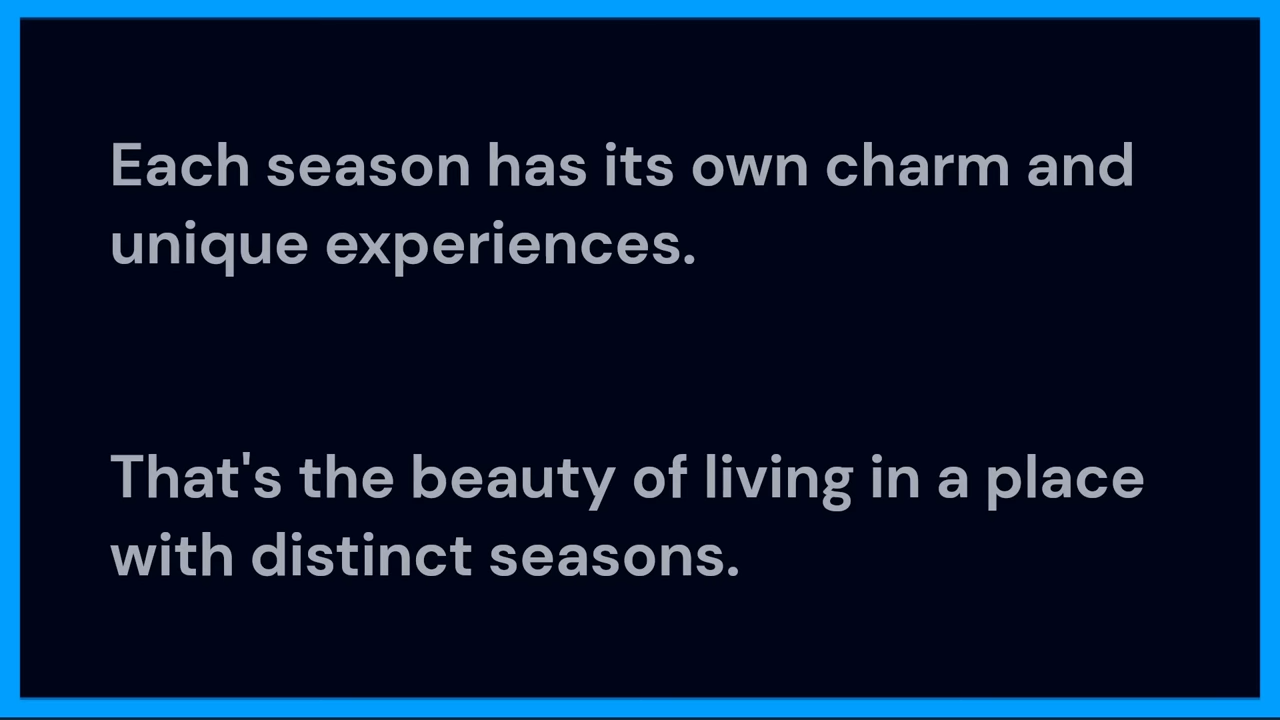 Each season has its own charm and
unique experiences.
That's the beauty of living in a place
with distinct seasons.